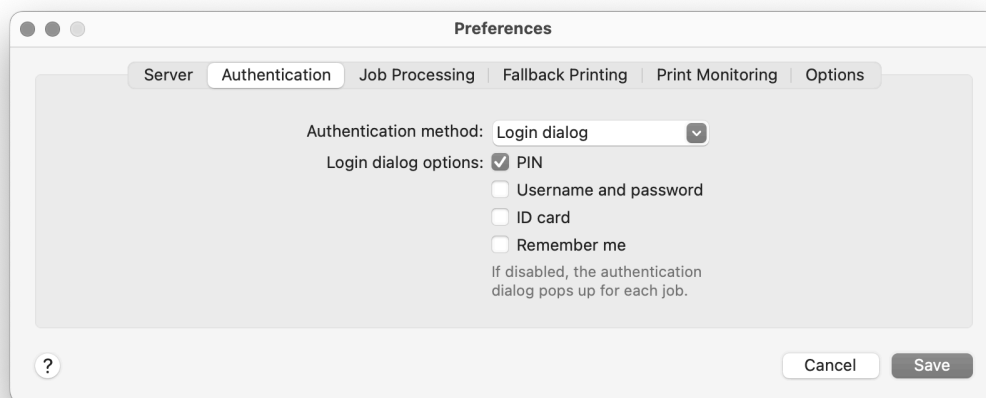 Preferences
Server Authentication Job Processing Fallback Printing Print Monitoring Options
Authentication method: Login dialog
Login dialog options: PIN
Username and password
ID card
Remember me
If disabled, the authentication
dialog pops up for each job.
? Cancel Save